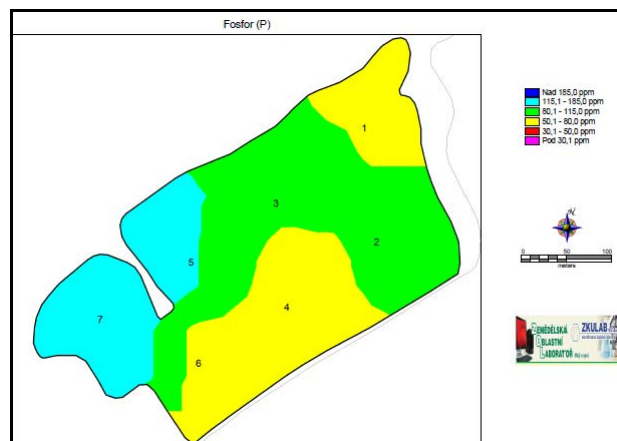 Fosfor (P)
1
3
2
5
4
7
6
Nad 185,0 ppm
115,1 - 185,0 ppm
80,1 - 115,0 ppm
50,1 - 80,0 ppm
30,1 - 50,0 ppm
Pod 30,1 ppm
N
0 50 100
meters
ZEMĚDĚLSKÁ
OBLASTNÍ
LABORATOŘ
ZKULAB